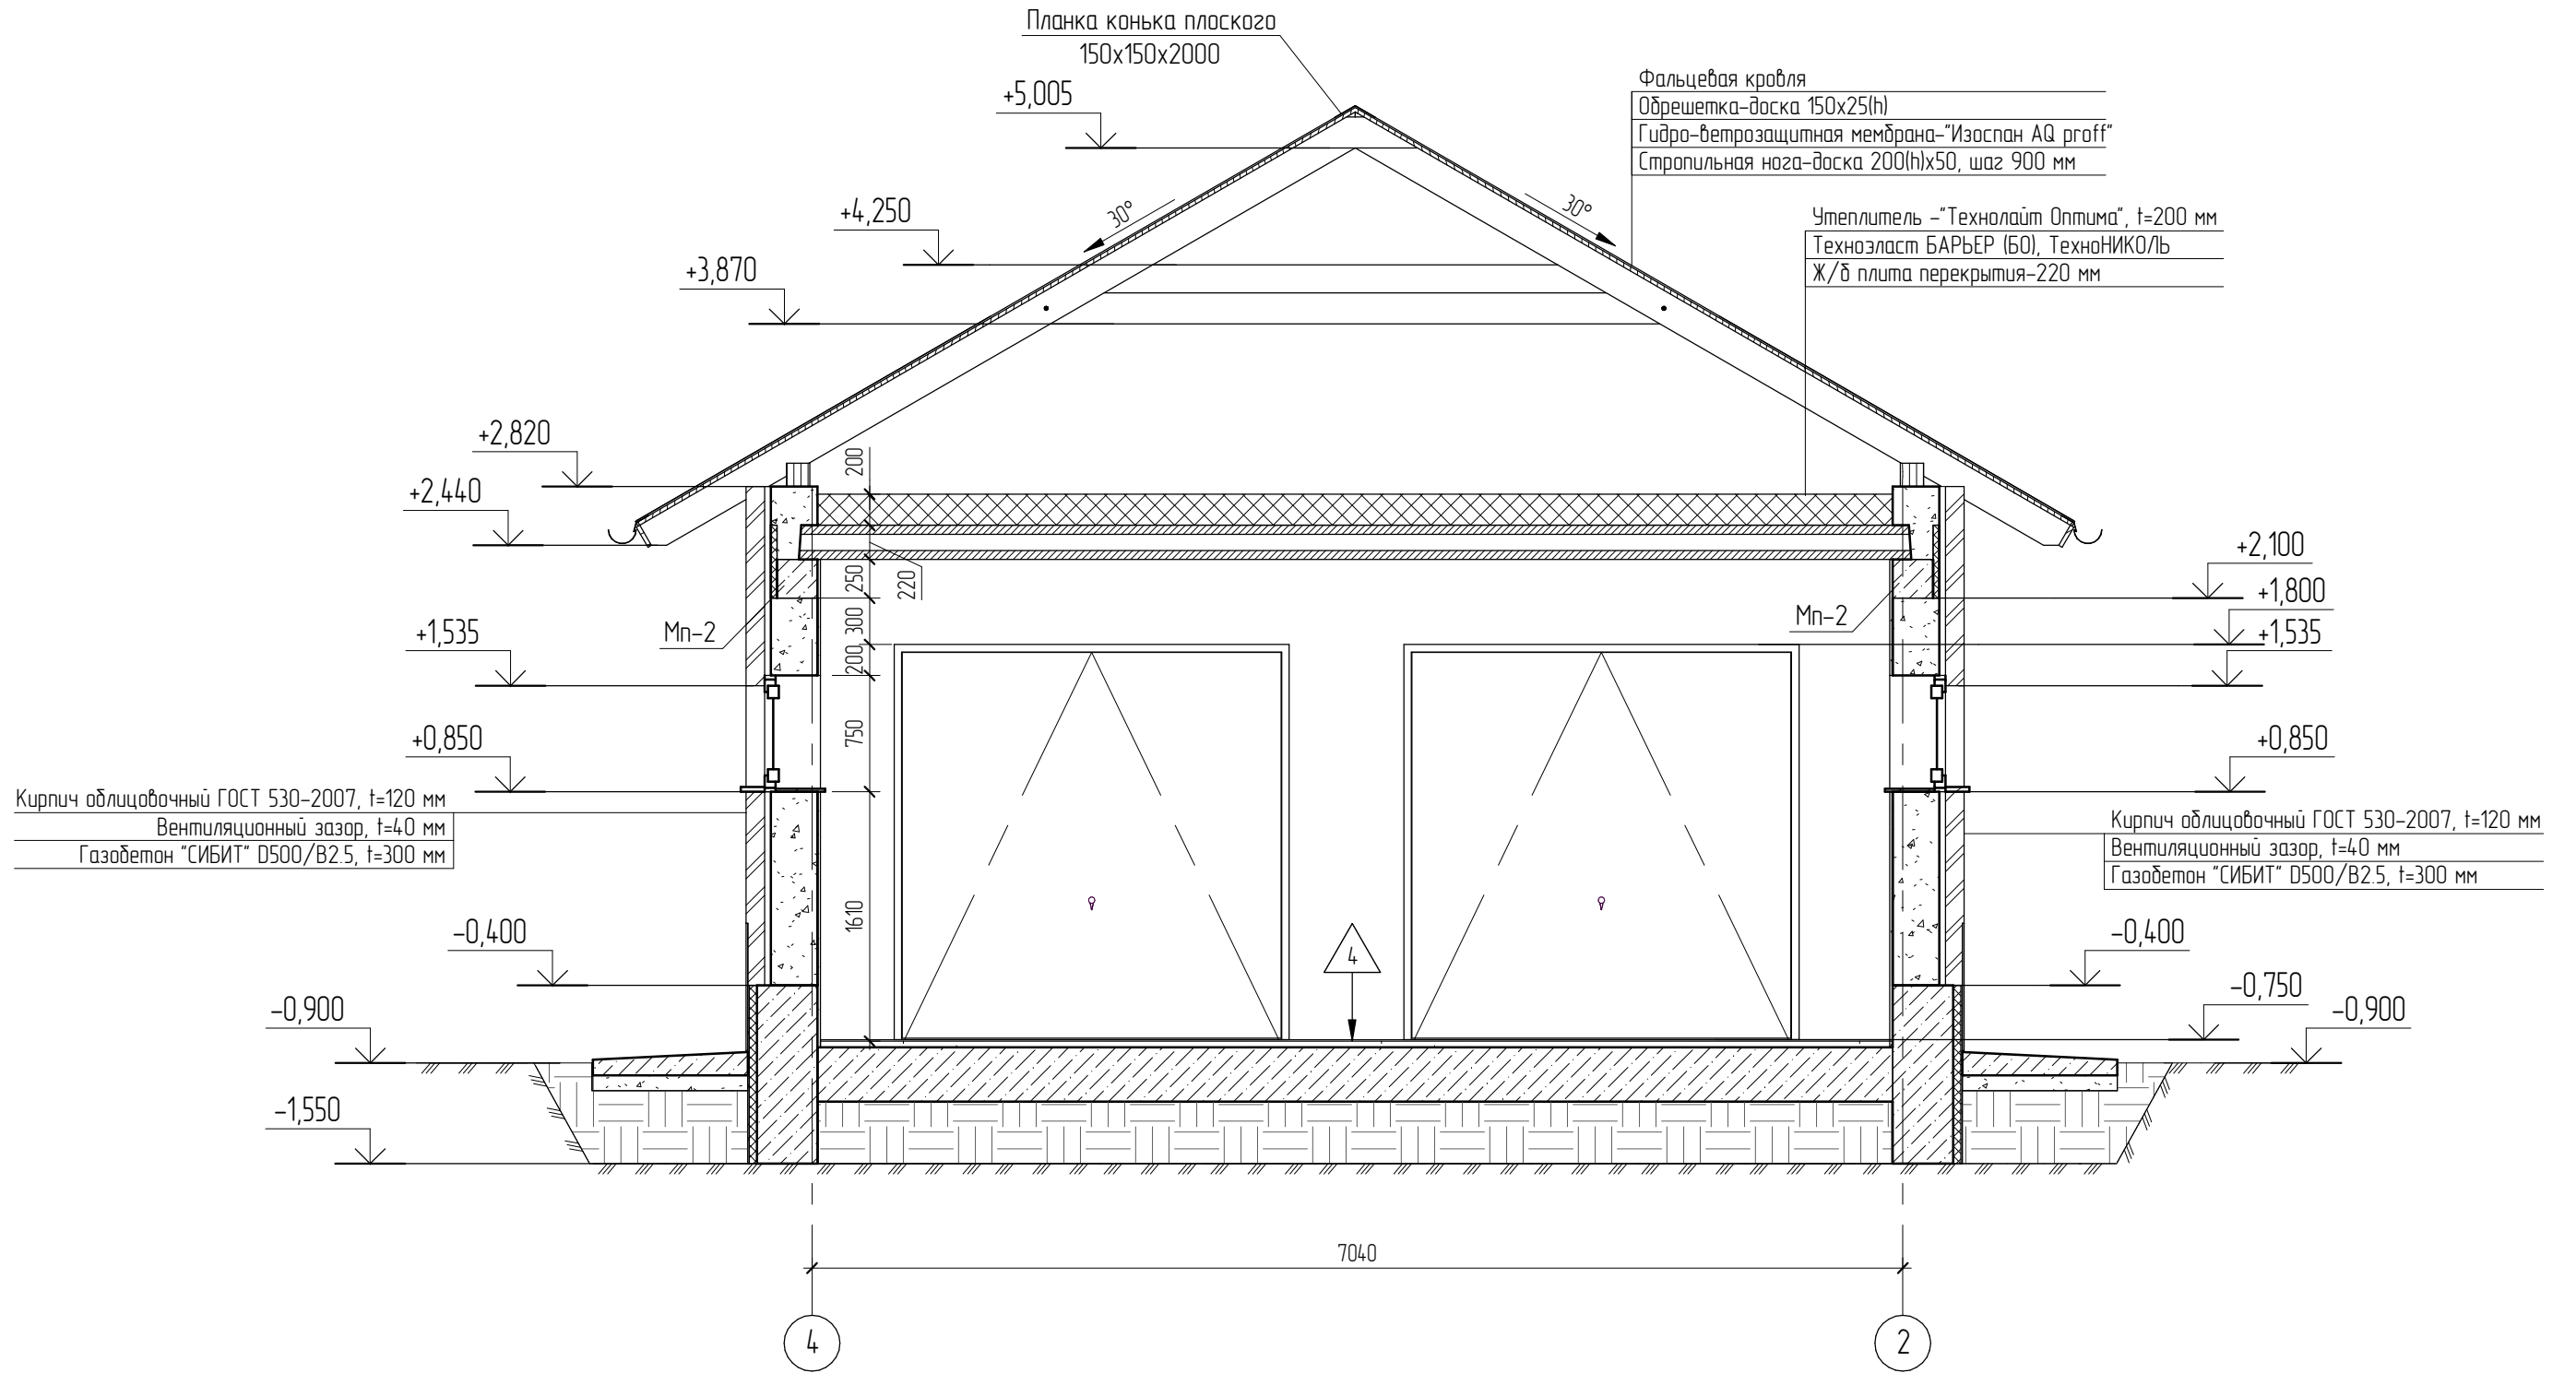 Планка конька плоского
150х150х2000
+5,005
Фальцевая кровля
Обрешетка-доска 150х25(h)
Гидро-ветрозащитная мембрана-"Изоспан AQ proff"
Стропильная нога-доска 200(h)х50, шаг 900 мм
30°
30°
+4,250
+3,870
Утеплитель -"Технолайт Оптима", t=200 мм
Техноэласт БАРЬЕР (БО), ТехноНИКОЛЬ
Ж/б плита перекрытия-220 мм
+2,820
+2,440
200
220
250
300
200
750
1610
Мп-2
Мп-2
+2,100
+1,800
+1,535
+1,535
+0,850
+0,850
Кирпич облицовочный ГОСТ 530-2007, t=120 мм
Вентиляционный зазор, t=40 мм
Газобетон "СИБИТ" D500/В2.5, t=300 мм
Кирпич облицовочный ГОСТ 530-2007, t=120 мм
Вентиляционный зазор, t=40 мм
Газобетон "СИБИТ" D500/В2.5, t=300 мм
4
-0,400
-0,900
-1,550
-0,400
-0,750
-0,900
7040
4
2